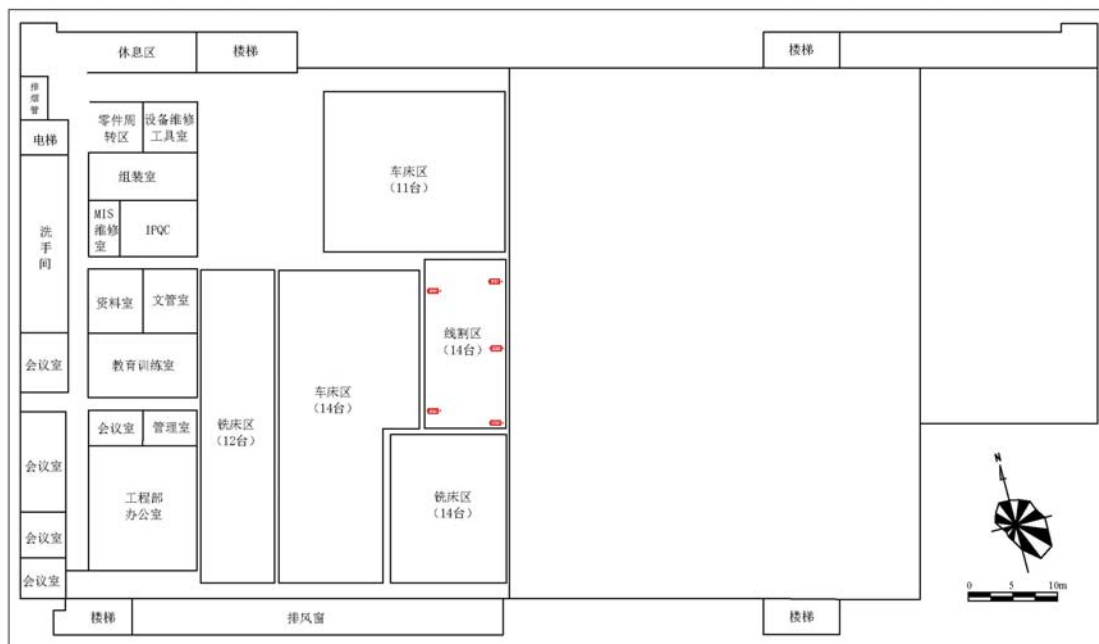 休息区
楼梯
楼梯
排烟管
零件周
转区
设备维修
工具室
电梯
组装室
车床区
（11台）
MIS
维修
室
IPQC
洗手间
资料室
文管室
线割区
（14台）
会议室
教育训练室
车床区
（14台）
铣床区
（12台）
会议室
管理室
会议室
工程部
办公室
铣床区
（14台）
N
会议室
会议室
0 5 10m
楼梯
排风窗
楼梯